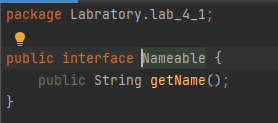 package Labratory.lab_4_1;
public interface Nameable {
    public String getName();
}